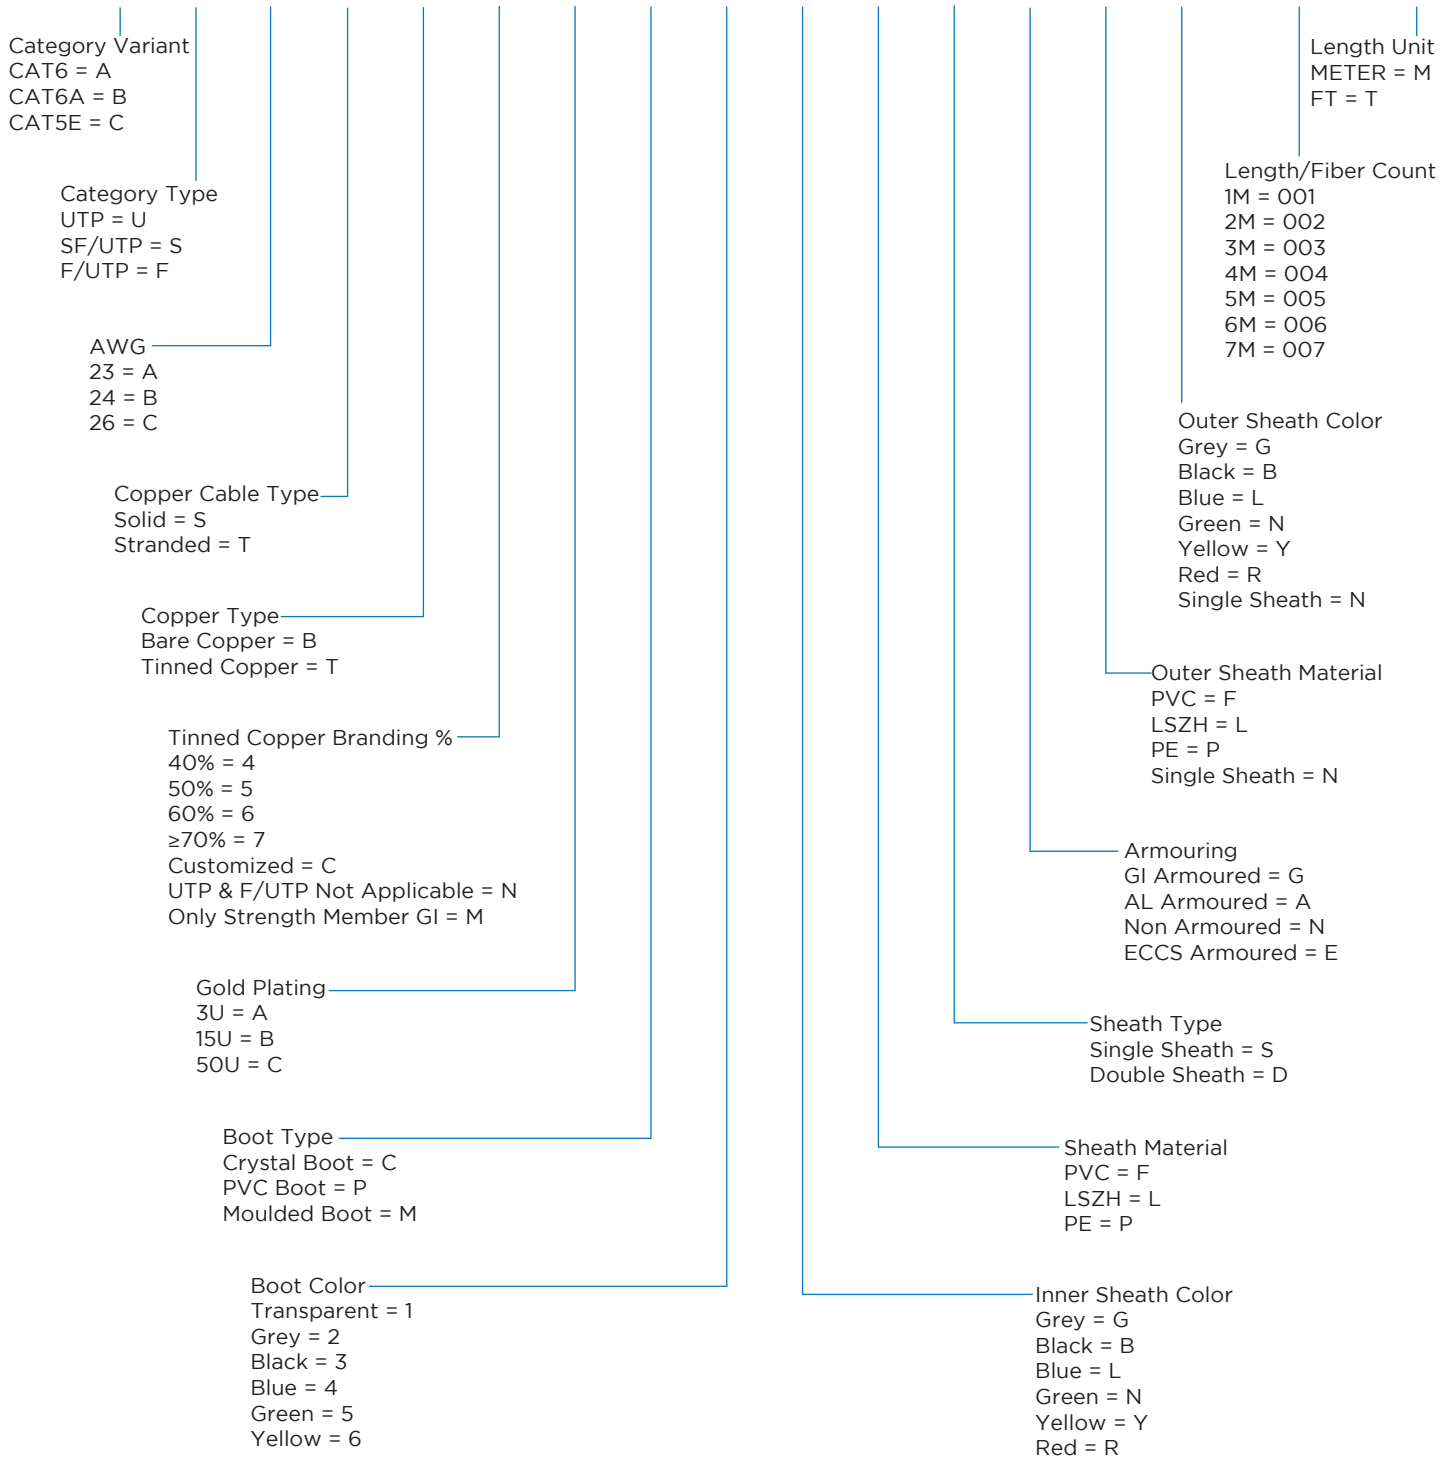 Category Variant
CAT6 = A
CAT6A = B
CAT5E = C
Category Type
UTP = U
SF/UTP = S
F/UTP = F
AWG
23 = A
24 = B
26 = C
Copper Cable Type
Solid = S
Stranded = T
Copper Type
Bare Copper = B
Tinned Copper = T
Tinned Copper Branding %
40% = 4
50% = 5
60% = 6
≥70% = 7
Customized = C
UTP & F/UTP Not Applicable = N
Only Strength Member GI = M
Gold Plating
3U = A
15U = B
50U = C
Boot Type
Crystal Boot = C
PVC Boot = P
Moulded Boot = M
Boot Color
Transparent = 1
Grey = 2
Black = 3
Blue = 4
Green = 5
Yellow = 6
Length Unit
METER = M
FT = T
Length/Fiber Count
1M = 001
2M = 002
3M = 003
4M = 004
5M = 005
6M = 006
7M = 007
Outer Sheath Color
Grey = G
Black = B
Blue = L
Green = N
Yellow = Y
Red = R
Single Sheath = N
Outer Sheath Material
PVC = F
LSZH = L
PE = P
Single Sheath = N
Armouring
GI Armoured = G
AL Armoured = A
Non Armoured = N
ECCS Armoured = E
Sheath Type
Single Sheath = S
Double Sheath = D
Sheath Material
PVC = F
LSZH = L
PE = P
Inner Sheath Color
Grey = G
Black = B
Blue = L
Green = N
Yellow = Y
Red = R